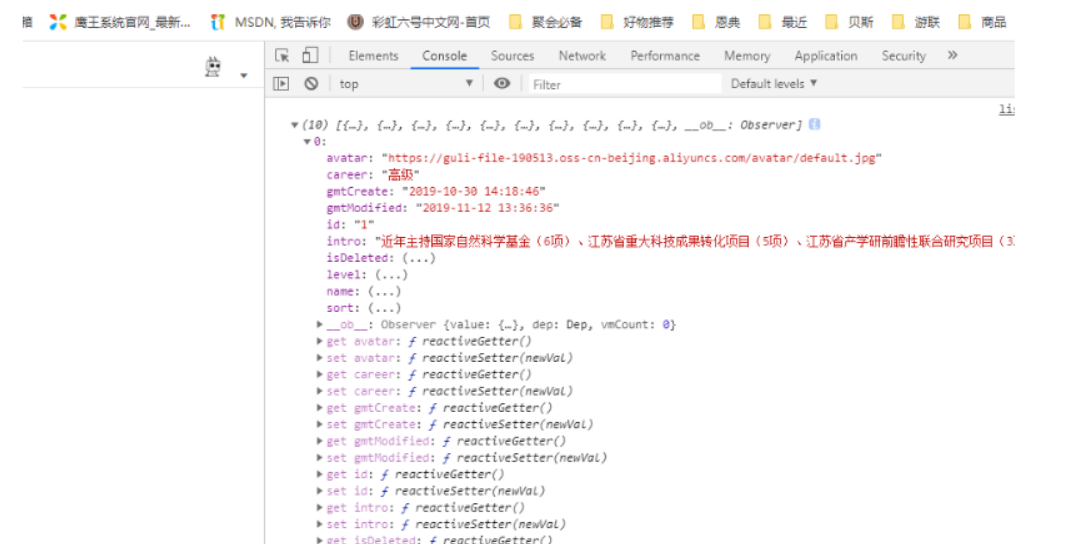 鹰王系统官网_最新... MSDN, 我告诉你 彩虹六号中文网-首页 聚会必备 好物推荐 恩典 最近 贝斯 游联 商品
Elements Console Sources Network Performance Memory Application Security »
top Filter Default levels ▼
▼(10) [{…}, {…}, {…}, {…}, {…}, {…}, {…}, {…}, {…}, {…}, __ob__: Observer]
▼0:
avatar: "https://guli-file-190513.oss-cn-beijing.aliyuncs.com/avatar/default.jpg"
career: "高级"
gmtCreate: "2019-10-30 14:18:46"
gmtModified: "2019-11-12 13:36:36"
id: "1"
intro: "近年主持国家自然科学基金（6项）、江苏省重大科技成果转化项目（5项）、江苏省产学研前瞻性联合研究项目（3
isDeleted: (...)
level: (...)
name: (...)
sort: (...)
▶__ob__: Observer {value: {…}, dep: Dep, vmCount: 0}
▶get avatar: ƒ reactiveGetter()
▶set avatar: ƒ reactiveSetter(newVal)
▶get career: ƒ reactiveGetter()
▶set career: ƒ reactiveSetter(newVal)
▶get gmtCreate: ƒ reactiveGetter()
▶set gmtCreate: ƒ reactiveSetter(newVal)
▶get gmtModified: ƒ reactiveGetter()
▶set gmtModified: ƒ reactiveSetter(newVal)
▶get id: ƒ reactiveGetter()
▶set id: ƒ reactiveSetter(newVal)
▶get intro: ƒ reactiveGetter()
▶set intro: ƒ reactiveSetter(newVal)
▶get isDeleted: ƒ reactiveGetter()